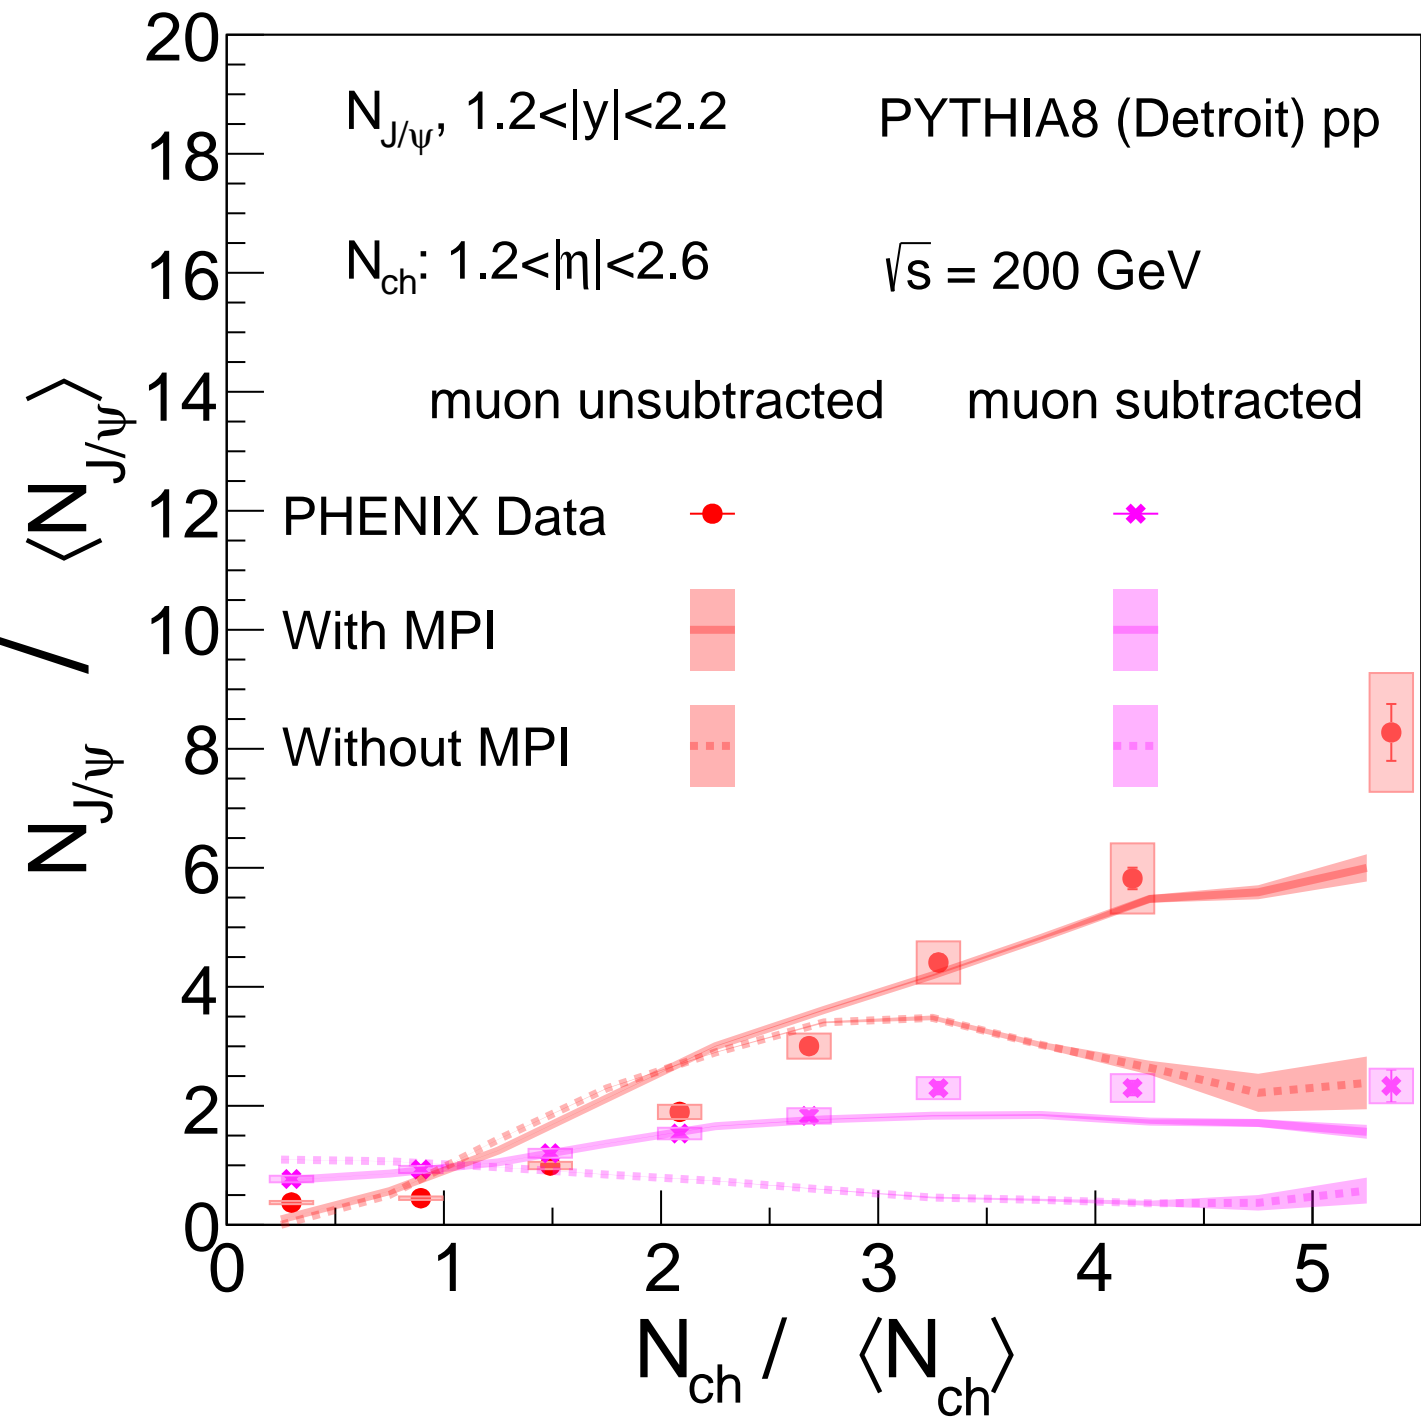 N_J/ψ / ⟨N_J/ψ⟩
20
18
16
14
12
10
8
6
4
2
0
N_J/ψ, 1.2<|y|<2.2
PYTHIA8 (Detroit) pp
N_ch: 1.2<|η|<2.6
√s = 200 GeV
muon unsubtracted
muon subtracted
PHENIX Data
With MPI
Without MPI
0 1 2 3 4 5
N_ch / ⟨N_ch⟩